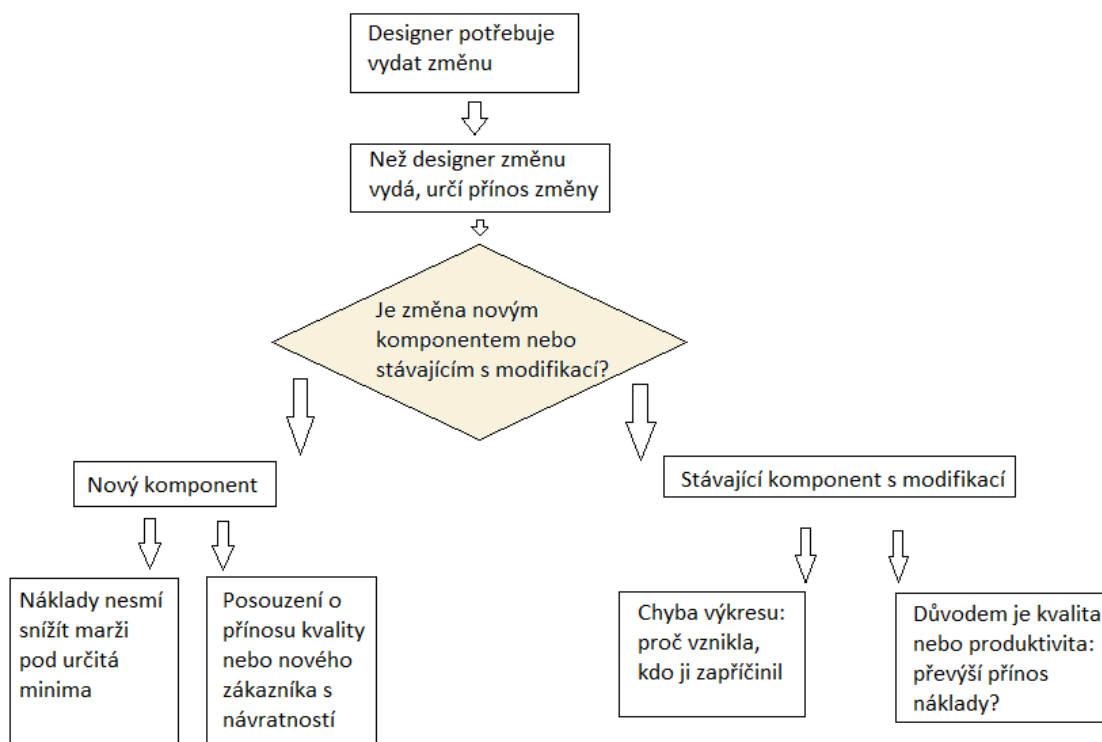 Designer potřebuje
vydat změnu
Než designer změnu
vydá, určí přínos změny
Je změna novým
komponentem nebo
stávajícím s modifikací?
Nový komponent
Stávající komponent s modifikací
Náklady nesmí
snížít marži
pod určitá
minima
Posouzení o
přínosu kvality
nebo nového
zákazníka s
návratností
Chyba výkresu:
proč vznikla,
kdo ji zapříčinil
Důvodem je kvalita
nebo produktivita:
převýší přínos
náklady?